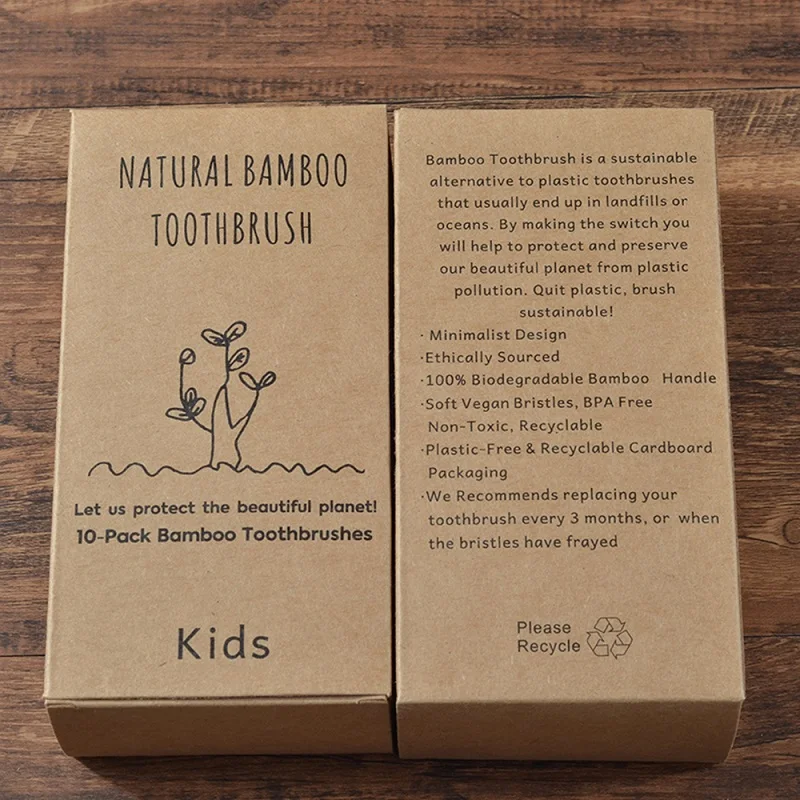 NATURAL BAMBOO
TOOTHBRUSH
Let us protect the beautiful planet!
10-Pack Bamboo Toothbrushes
Kids
Bamboo Toothbrush is a sustainable
alternative to plastic toothbrushes
that usually end up in landfills or
oceans. By making the switch you
will help to protect and preserve
our beautiful planet from plastic
pollution. Quit plastic, brush
sustainable!
· Minimalist Design
·Ethically Sourced
·100% Biodegradable Bamboo Handle
·Soft Vegan Bristles, BPA Free
Non-Toxic, Recyclable
·Plastic-Free & Recyclable Cardboard
Packaging
·We Recommends replacing your
toothbrush every 3 months, or when
the bristles have frayed
Please
Recycle